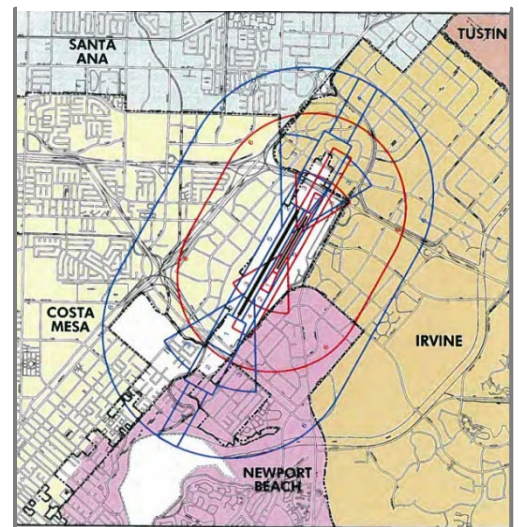 TUSTIN
SANTA
ANA
COSTA
MESA
IRVINE
NEWPORT
BEACH